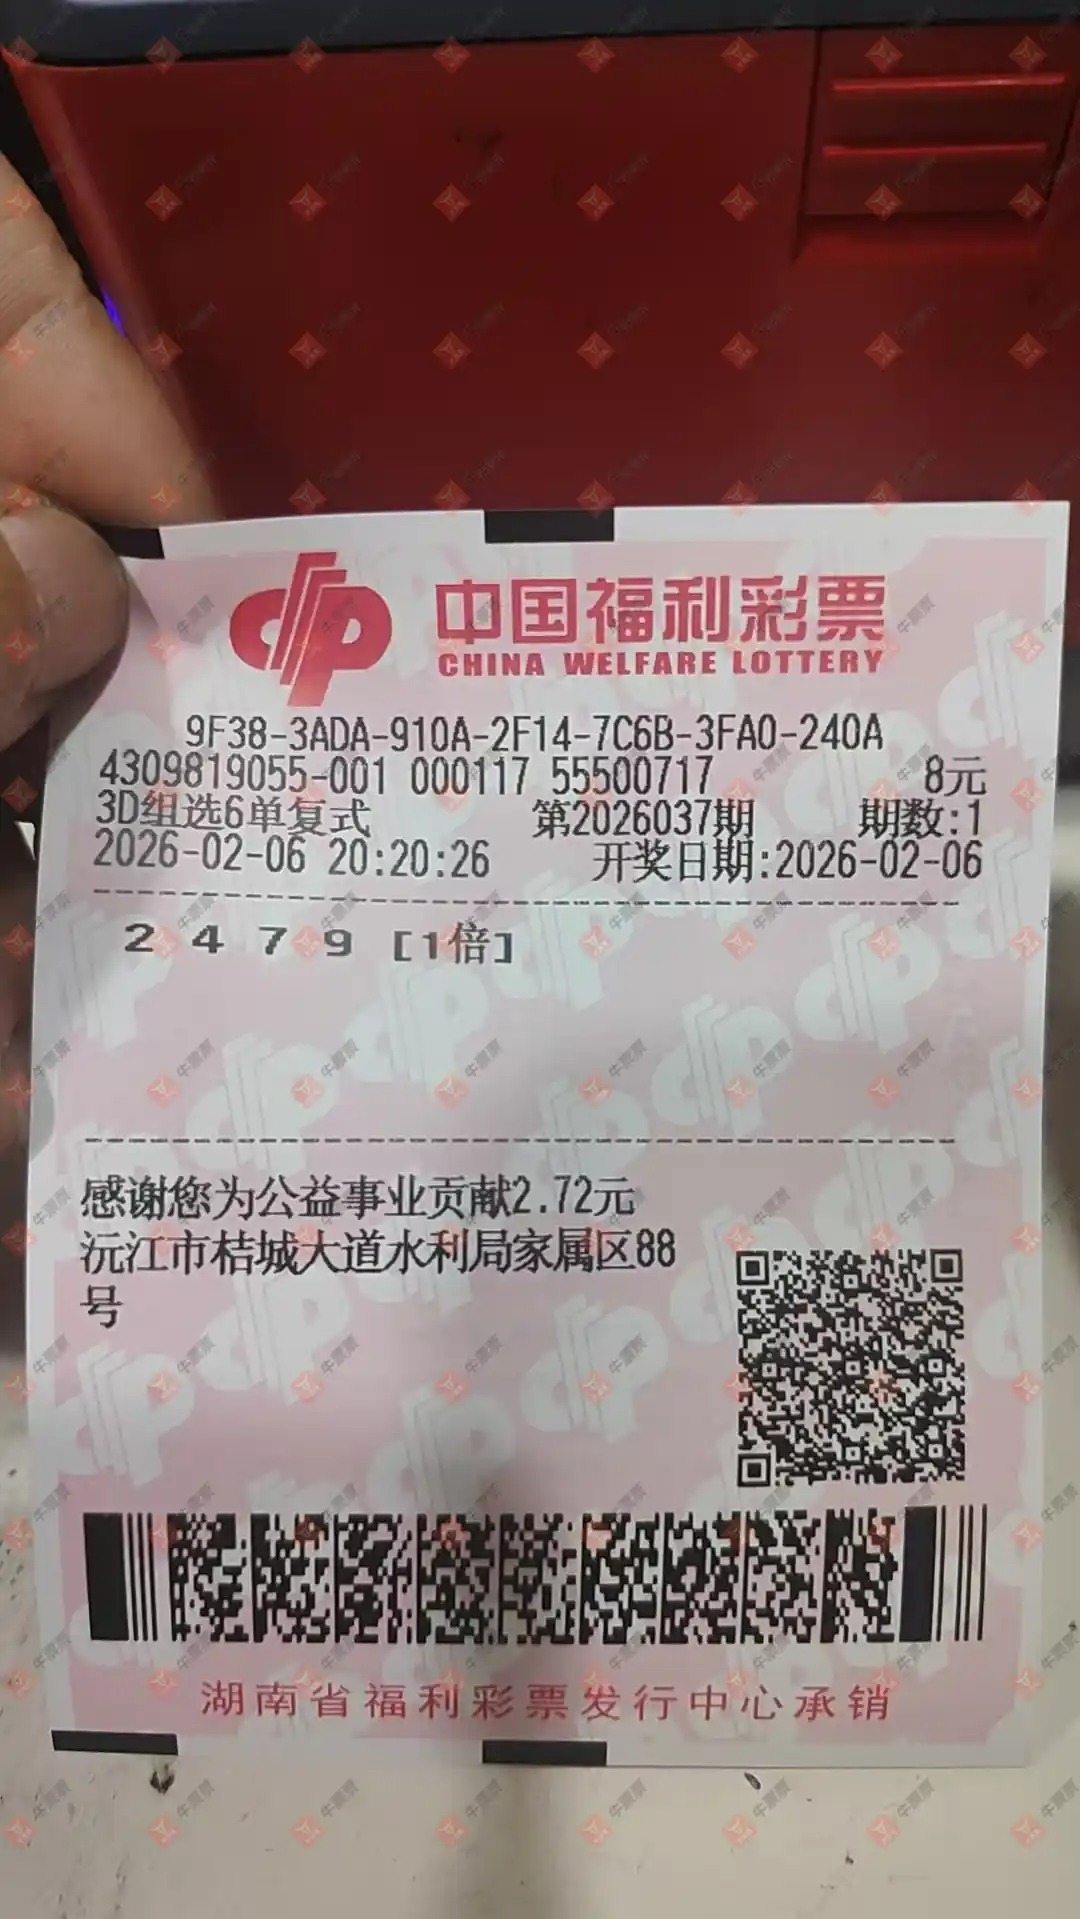 中国福利彩票
CHINA WELFARE LOTTERY
9F38-3ADA-910A-2F14-7C6B-3FA0-240A
4309819055-001 000117 55500717 8元
3D组选6单复式 第2026037期 期数:1
2026-02-06 20:20:26 开奖日期:2026-02-06
2 4 7 9 [1倍]
感谢您为公益事业贡献2.72元
沅江市桔城大道水利局家属区88
号
湖南省福利彩票发行中心承销
牛票票